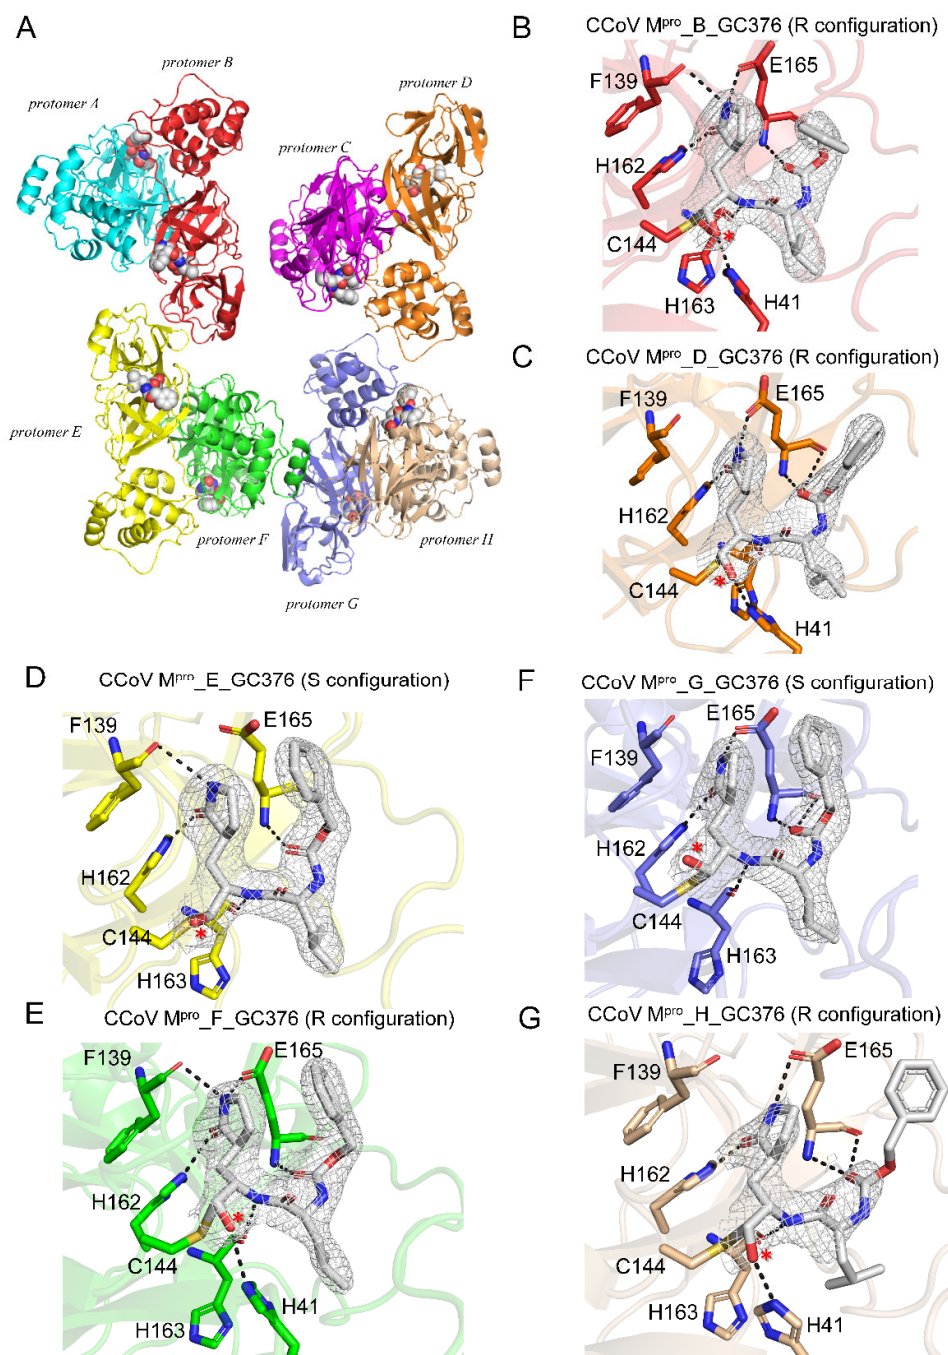 A
protomer A
protomer B
protomer C
protomer D
protomer E
protomer F
protomer G
protomer H
B
CCoV Mᵖʳᵒ_B_GC376 (R configuration)
F139
E165
H162
C144
*
H163
H41
C
CCoV Mᵖʳᵒ_D_GC376 (R configuration)
F139
E165
H162
C144
*
H41
D
CCoV Mᵖʳᵒ_E_GC376 (S configuration)
F139
E165
H162
C144
*
H163
F
CCoV Mᵖʳᵒ_G_GC376 (S configuration)
E165
F139
H162
*
C144
H163
E
CCoV Mᵖʳᵒ_F_GC376 (R configuration)
F139
E165
H162
*
C144
H163
H41
G
CCoV Mᵖʳᵒ_H_GC376 (R configuration)
F139
E165
H162
C144
*
H163
H41